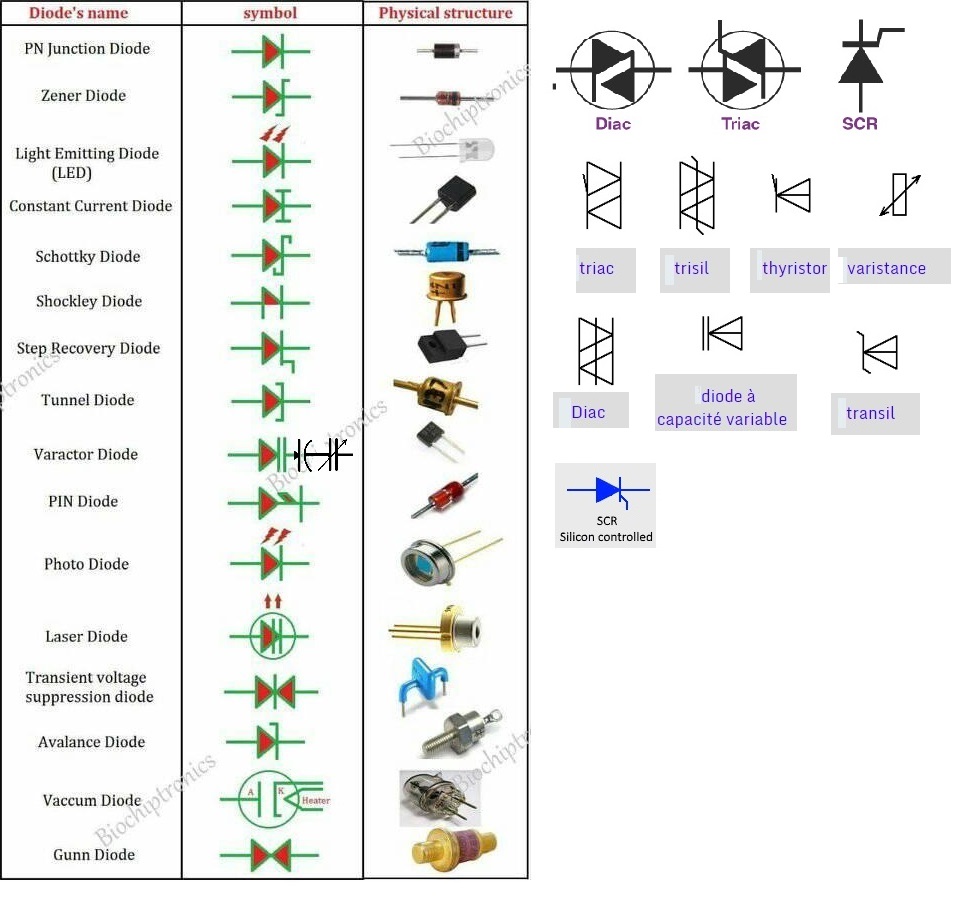 Diode's name
symbol
Physical structure
PN Junction Diode
Zener Diode
Light Emitting Diode
(LED)
Constant Current Diode
Schottky Diode
Shockley Diode
Step Recovery Diode
Tunnel Diode
Varactor Diode
PIN Diode
Photo Diode
Laser Diode
Transient voltage
suppression diode
Avalance Diode
Vaccum Diode
A
K
Heater
Gunn Diode
Biochiptronics
Biochiptronics
Biochiptronics
Diac
Triac
SCR
triac
trisil
thyristor
varistance
Diac
diode à
capacité variable
transil
SCR
Silicon controlled